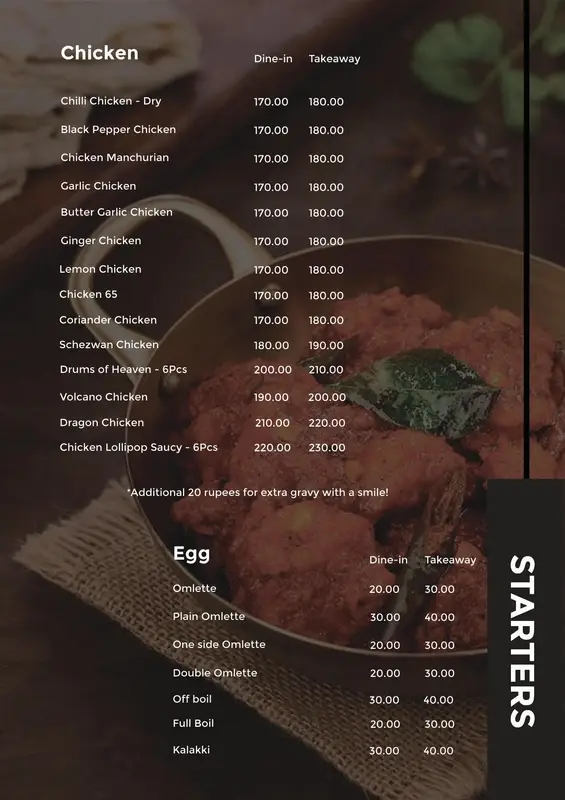 Chicken Dine-in Takeaway
Chilli Chicken - Dry 170.00 180.00
Black Pepper Chicken 170.00 180.00
Chicken Manchurian 170.00 180.00
Garlic Chicken 170.00 180.00
Butter Garlic Chicken 170.00 180.00
Ginger Chicken 170.00 180.00
Lemon Chicken 170.00 180.00
Chicken 65 170.00 180.00
Coriander Chicken 170.00 180.00
Schezwan Chicken 180.00 190.00
Drums of Heaven - 6Pcs 200.00 210.00
Volcano Chicken 190.00 200.00
Dragon Chicken 210.00 220.00
Chicken Lollipop Saucy - 6Pcs 220.00 230.00
*Additional 20 rupees for extra gravy with a smile!
Egg Dine-in Takeaway
Omlette 20.00 30.00
Plain Omlette 30.00 40.00
One side Omlette 20.00 30.00
Double Omlette 20.00 30.00
Off boil 30.00 40.00
Full Boil 20.00 30.00
Kalakki 30.00 40.00
STARTERS